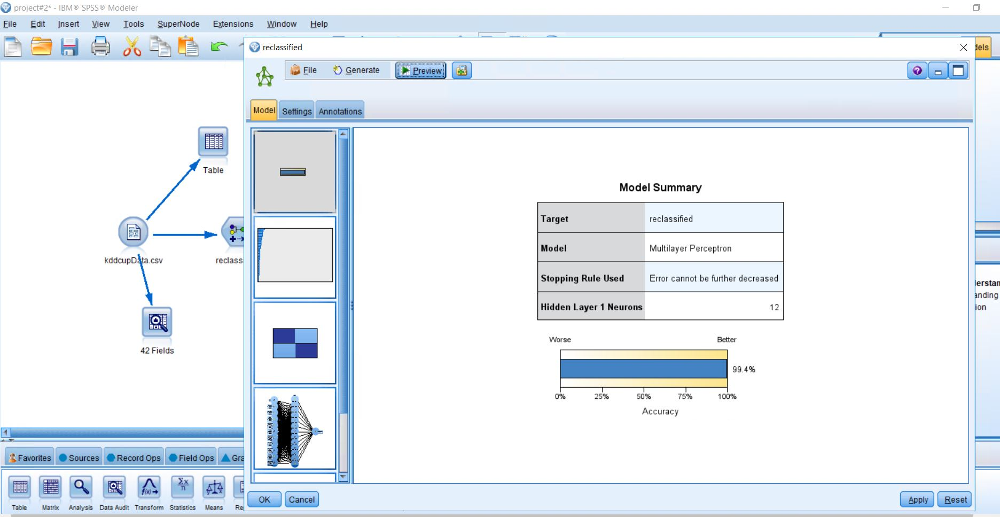 project#2* - IBM® SPSS® Modeler
File Edit Insert View Tools SuperNode Extensions Window Help
reclassified
dels
File Generate Preview
Model Settings Annotations
Table
kddcupData.csv
reclass
42 Fields
Model Summary
Target reclassified
Model Multilayer Perceptron
Stopping Rule Used Error cannot be further decreased
Hidden Layer 1 Neurons 12
Worse Better
99.4%
0% 25% 50% 75% 100%
Accuracy
erstan
anding
ion
Favorites Sources Record Ops Field Ops Gra
f(x)
Σx
n
Table Matrix Analysis Data Audit Transform Statistics Means Re
OK Cancel Apply Reset